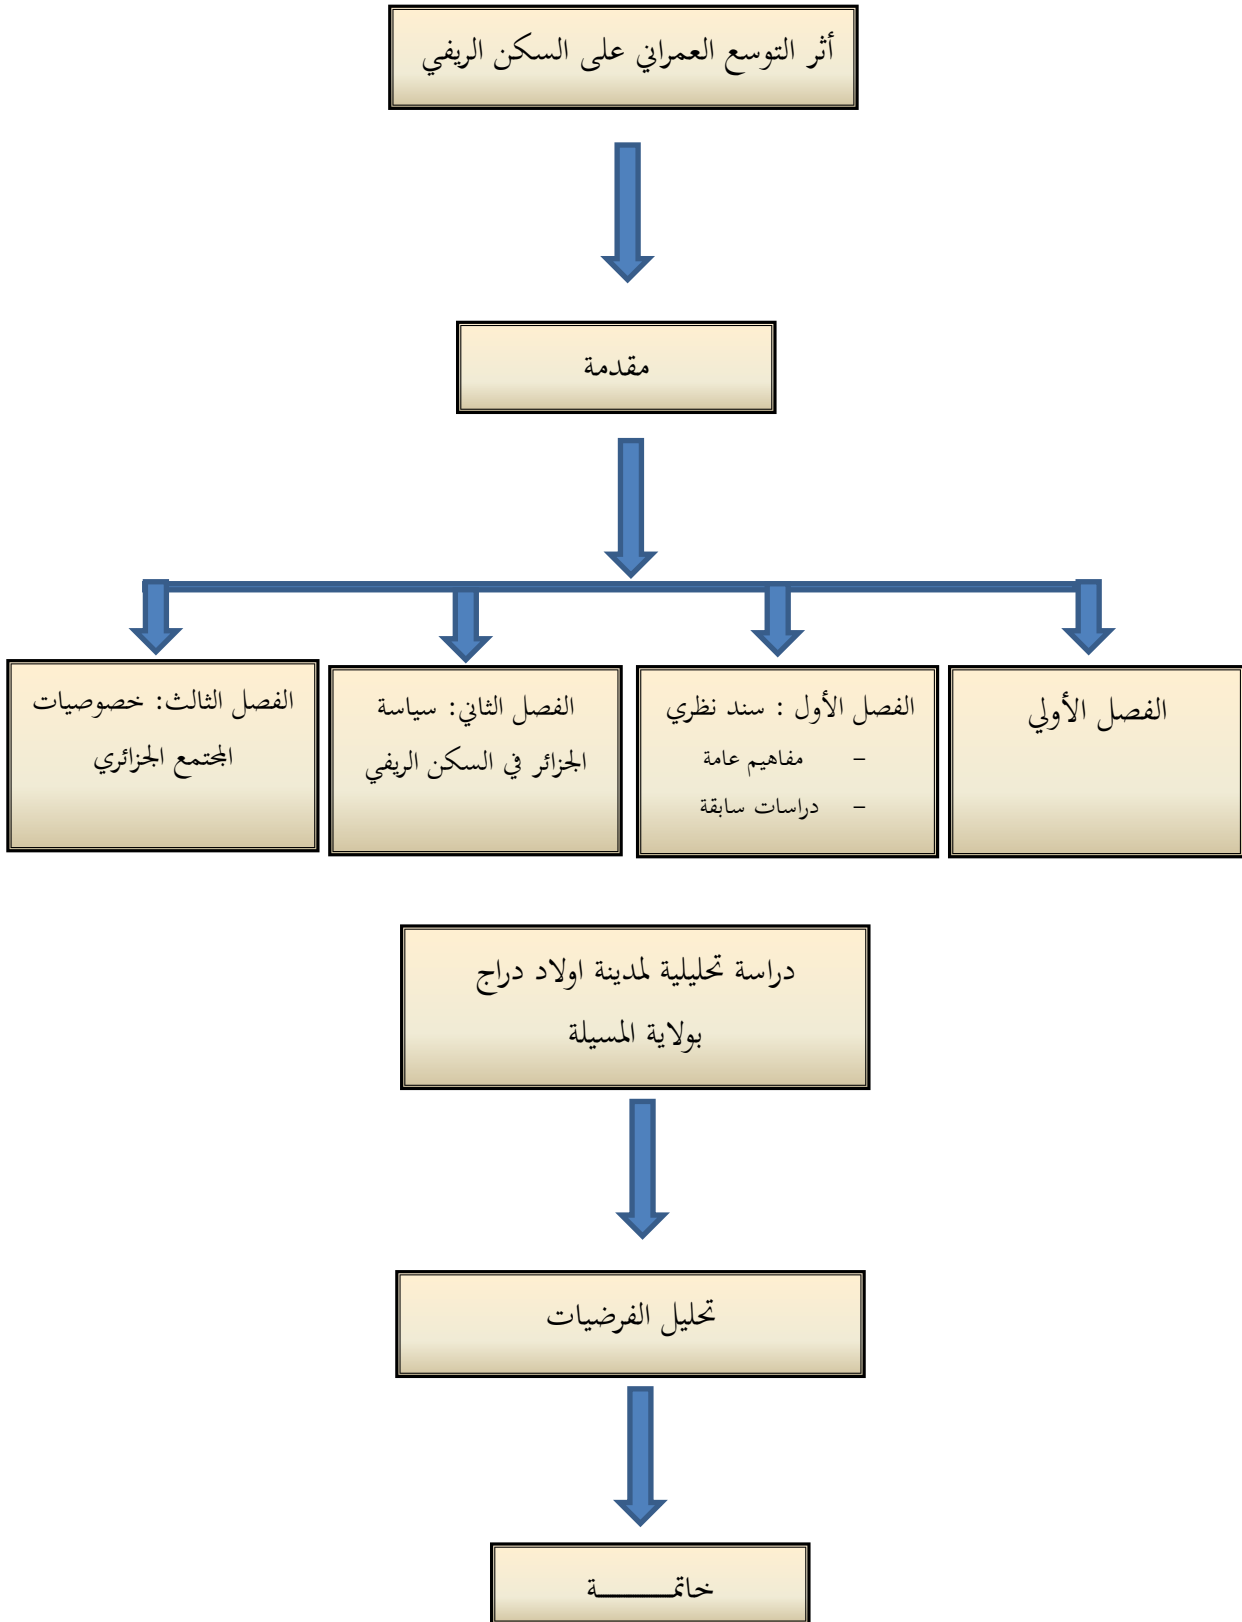 أثر التوسع العمراني على السكن الريفي
مقدمة
الفصل الأولي
الفصل الأول : سند نظري
– مفاهيم عامة
– دراسات سابقة
الفصل الثاني: سياسة
الجزائر في السكن الريفي
الفصل الثالث: خصوصيات
المجتمع الجزائري
دراسة تحليلية لمدينة اولاد دراج
بولاية المسيلة
تحليل الفرضيات
خاتمــــــــة